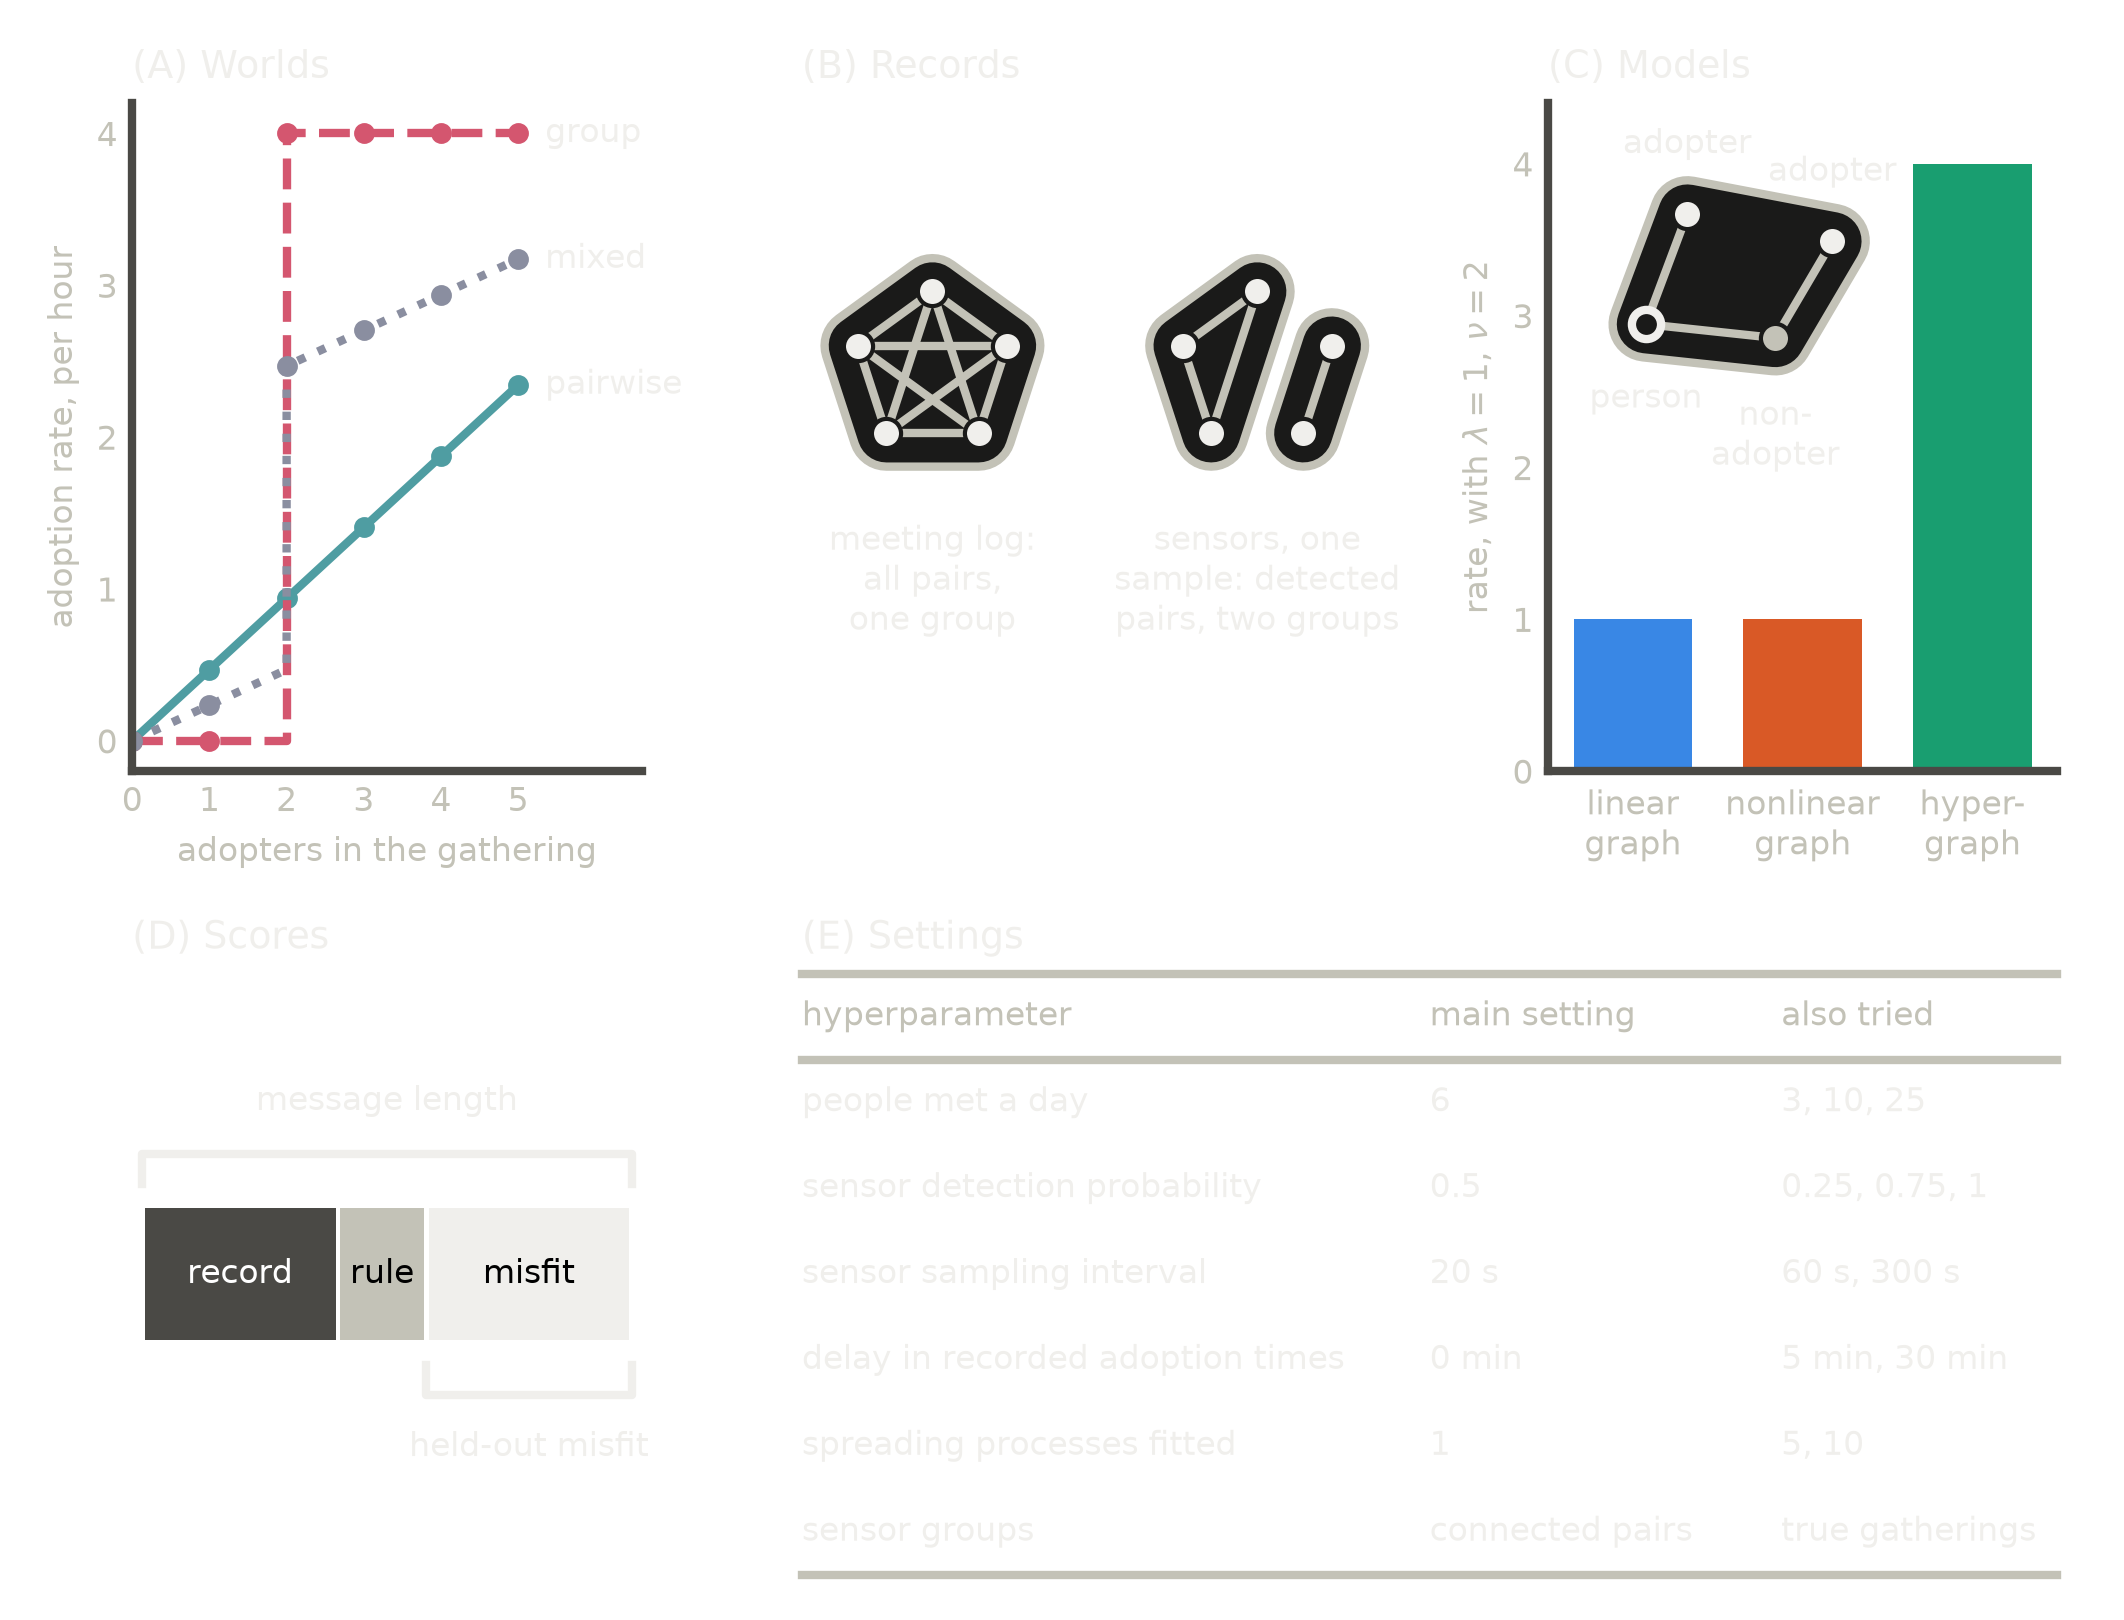 (A) Worlds
4
3
2
1
0
adoption rate, per hour
group
mixed
pairwise
0 1 2 3 4 5
adopters in the gathering
(B) Records
meeting log:
all pairs,
one group
sensors, one
sample: detected
pairs, two groups
(C) Models
4
3
2
1
0
rate, with λ = 1, ν = 2
adopter
adopter
person
non-
adopter
linear
graph
nonlinear
graph
hyper-
graph
(D) Scores
message length
record rule misfit
held-out misfit
(E) Settings
hyperparameter main setting also tried
people met a day 6 3, 10, 25
sensor detection probability 0.5 0.25, 0.75, 1
sensor sampling interval 20 s 60 s, 300 s
delay in recorded adoption times 0 min 5 min, 30 min
spreading processes fitted 1 5, 10
sensor groups connected pairs true gatherings